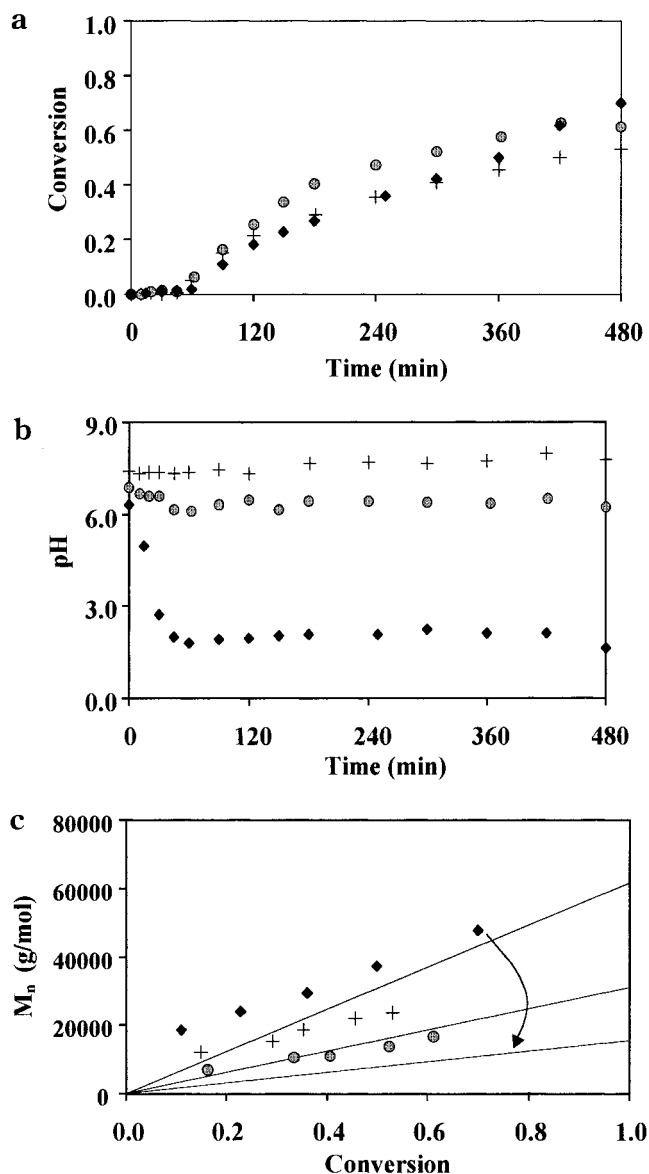 a
1.0
0.8
0.6
0.4
0.2
0.0
Conversion
0 120 240 360 480
Time (min)
b
9.0
6.0
3.0
0.0
pH
0 120 240 360 480
Time (min)
c
80000
60000
40000
20000
0
Mₙ (g/mol)
0.0 0.2 0.4 0.6 0.8 1.0
Conversion